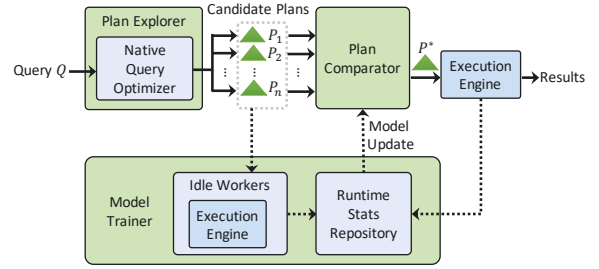 Candidate Plans
Plan Explorer
Native
Query
Optimizer
Query Q
P1
P2
⋮ ⋮
Pn
Plan
Comparator
P*
Execution
Engine
Results
Model
Update
Model
Trainer
Idle Workers
Execution
Engine
Runtime
Stats
Repository